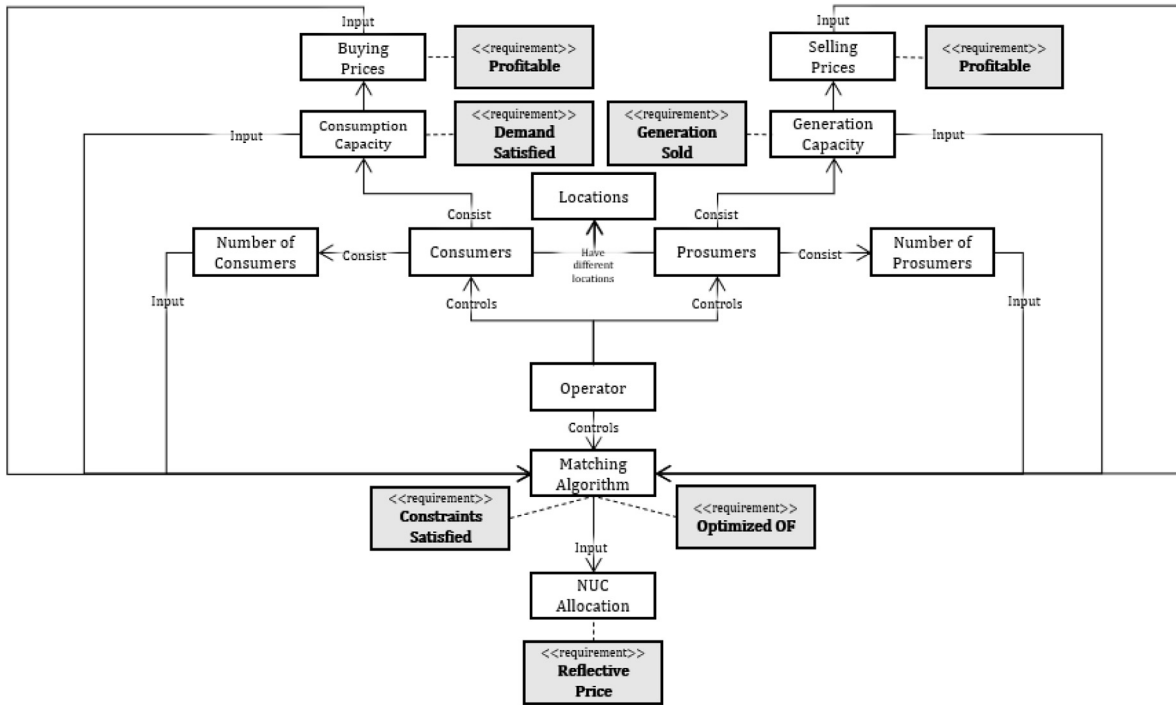 Input
Input
Buying
Prices
<<requirement>>
Profitable
Selling
Prices
<<requirement>>
Profitable
Input
Consumption
Capacity
<<requirement>>
Demand
Satisfied
<<requirement>>
Generation
Sold
Generation
Capacity
Input
Locations
Consist
Consist
Number of
Consumers
Consist
Consumers
Have
different
locations
Prosumers
Consist
Number of
Prosumers
Input
Controls
Controls
Input
Operator
Controls
Matching
Algorithm
<<requirement>>
Constraints
Satisfied
<<requirement>>
Optimized OF
Input
NUC
Allocation
<<requirement>>
Reflective
Price